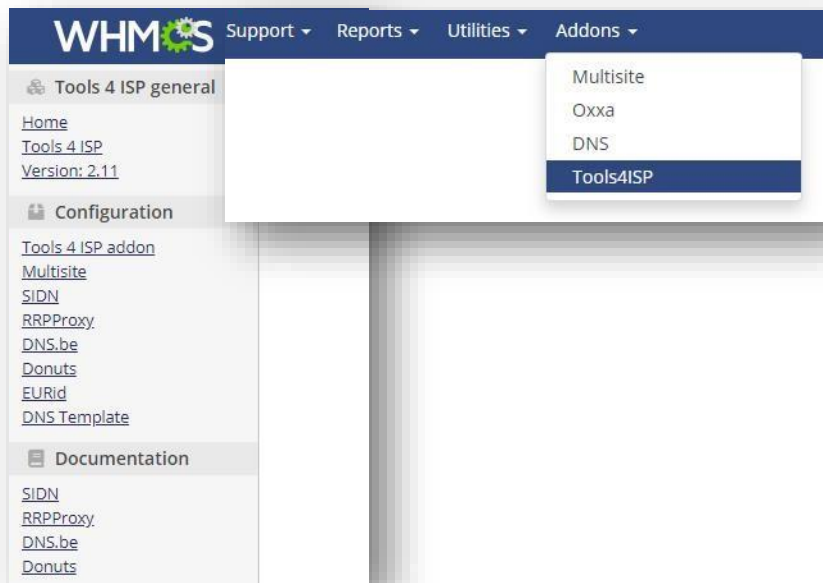 WHMCS Support Reports Utilities Addons
Multisite
Oxxa
DNS
Tools4ISP
Tools 4 ISP general
Home
Tools 4 ISP
Version: 2.11
Configuration
Tools 4 ISP addon
Multisite
SIDN
RRPProxy
DNS.be
Donuts
EURid
DNS Template
Documentation
SIDN
RRPProxy
DNS.be
Donuts